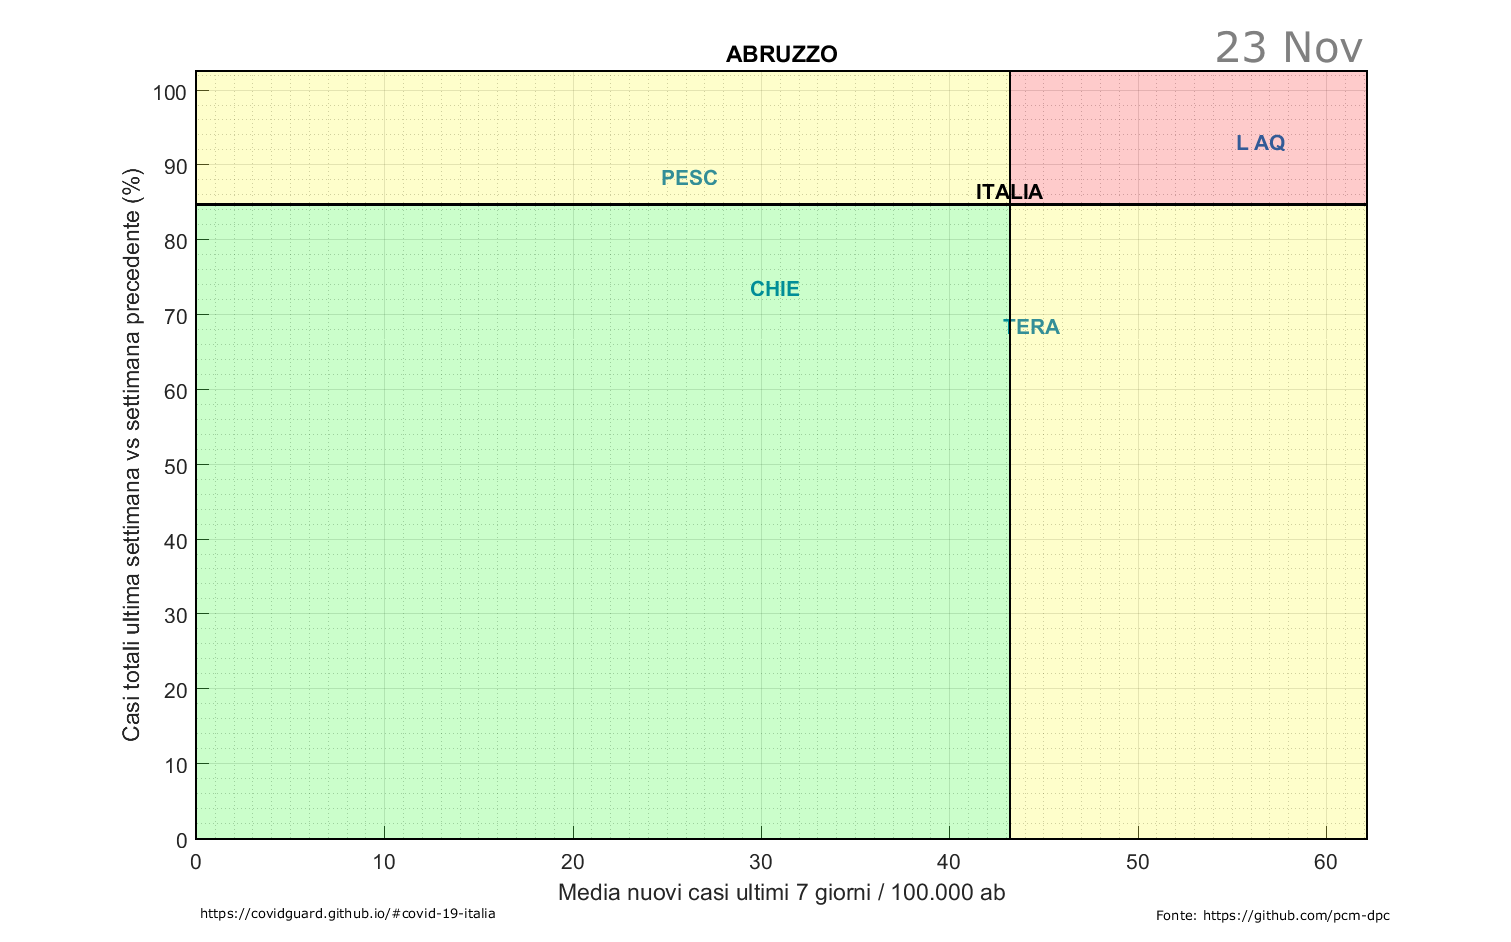 23 Nov
ABRUZZO
Casi totali ultima settimana vs settimana precedente (%)
100
90
80
70
60
50
40
30
20
10
0
L AQ
PESC
ITALIA
CHIE
TERA
0 10 20 30 40 50 60
Media nuovi casi ultimi 7 giorni / 100.000 ab
https://covidguard.github.io/#covid-19-italia
Fonte: https://github.com/pcm-dpc